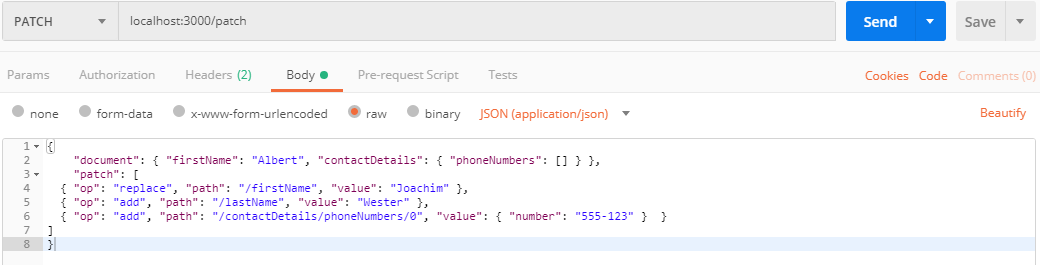 PATCH localhost:3000/patch Send Save
Params Authorization Headers (2) Body Pre-request Script Tests Cookies Code Comments (0)
none form-data x-www-form-urlencoded raw binary JSON (application/json) Beautify
1 {
2 "document": { "firstName": "Albert", "contactDetails": { "phoneNumbers": [] } },
3 "patch": [
4 { "op": "replace", "path": "/firstName", "value": "Joachim" },
5 { "op": "add", "path": "/lastName", "value": "Wester" },
6 { "op": "add", "path": "/contactDetails/phoneNumbers/0", "value": { "number": "555-123" } }
7 ]
8 }